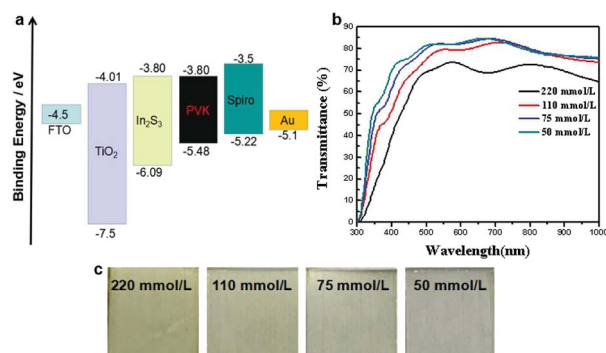 a
Binding Energy / eV
-4.5
FTO
-4.01
TiO2
-7.5
-3.80
In2S3
-6.09
-3.80
PVK
-5.48
-3.5
Spiro
-5.22
Au
-5.1
b
Transmittance (%)
90
80
70
60
50
40
30
20
10
0
220 mmol/L
110 mmol/L
75 mmol/L
50 mmol/L
300 400 500 600 700 800 900 1000
Wavelength(nm)
c
220 mmol/L 110 mmol/L 75 mmol/L 50 mmol/L